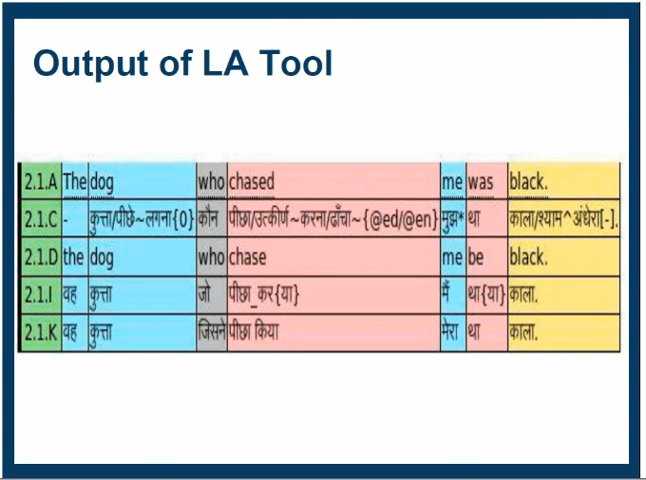 Output of LA Tool
2.1.A The dog who chased me was black.
2.1.C - कुत्ता/पीछे~लगना{0} कौन पीछा/उत्कीर्ण~करना/ढाँचा~{@ed/@en} मुझ* था काला/श्याम^अंधेरा[-].
2.1.D the dog who chase me be black.
2.1.I वह कुत्ता जो पीछा_कर{या} मैं था{या} काला.
2.1.K वह कुत्ता जिसने पीछा किया मेरा था काला.